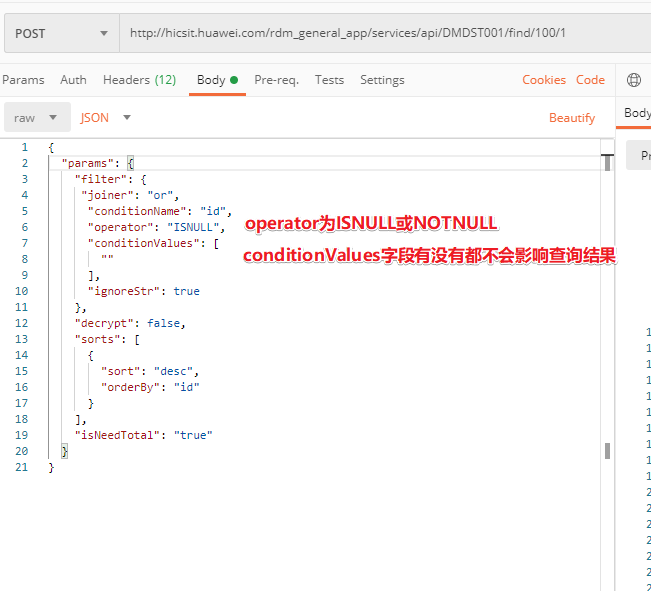 POST http://hicsit.huawei.com/rdm_general_app/services/api/DMDST001/find/100/1
Params Auth Headers (12) Body Pre-req. Tests Settings Cookies Code
raw JSON Beautify Body
1 {
2 "params": {
3 "filter": {
4 "joiner": "or",
5 "conditionName": "id",
6 "operator": "ISNULL",
operator为ISNULL或NOTNULL
7 "conditionValues": [
8 ""
conditionValues字段有没有都不会影响查询结果
9 ],
10 "ignoreStr": true
11 },
12 "decrypt": false,
13 "sorts": [
14 {
15 "sort": "desc",
16 "orderBy": "id"
17 }
18 ],
19 "isNeedTotal": "true"
20 }
21 }